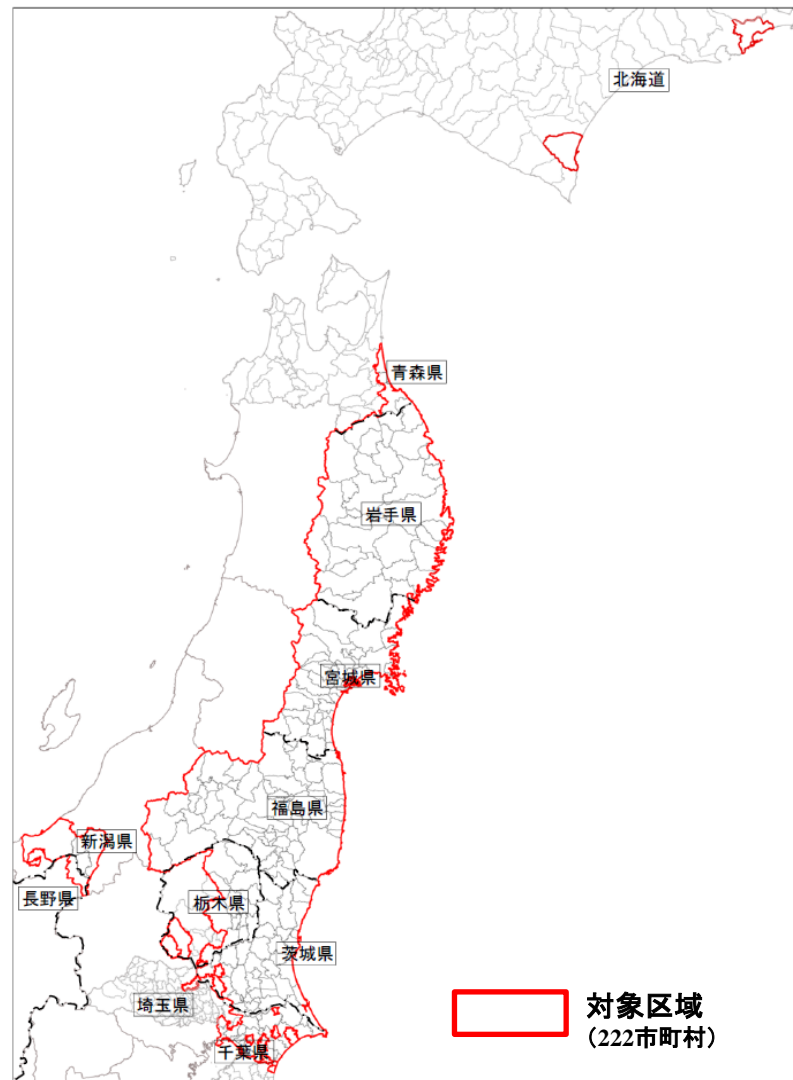 北海道
青森県
岩手県
宮城県
福島県
新潟県
長野県
栃木県
茨城県
埼玉県
千葉県
対象区域
(222市町村)